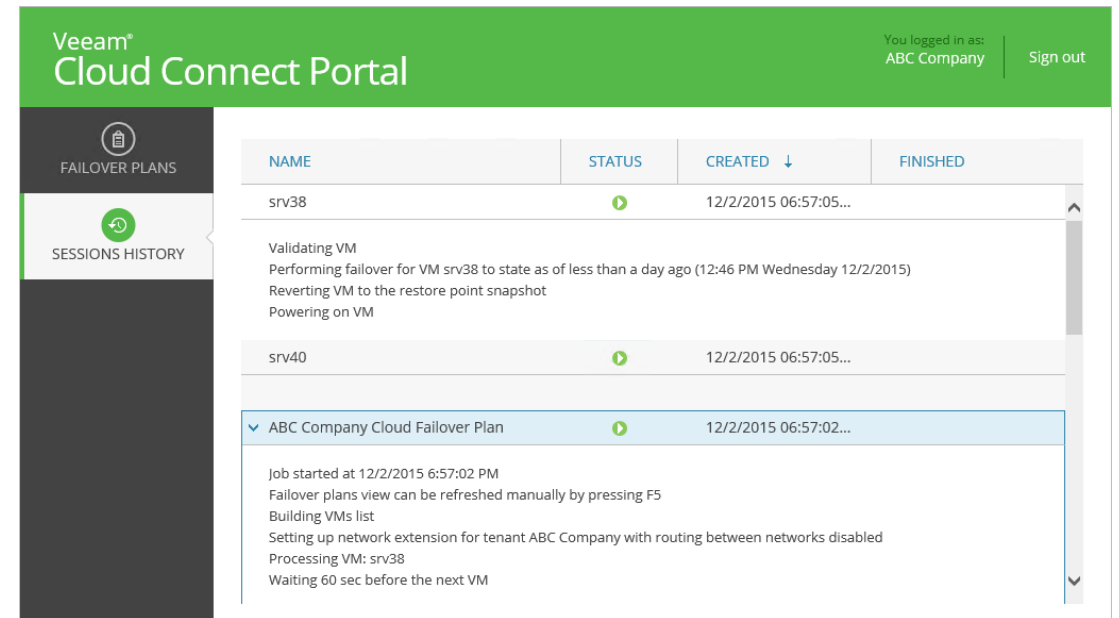 Veeam®
Cloud Connect Portal
You logged in as:
ABC Company
Sign out
FAILOVER PLANS
SESSIONS HISTORY
NAME STATUS CREATED ↓ FINISHED
srv38 12/2/2015 06:57:05...
Validating VM
Performing failover for VM srv38 to state as of less than a day ago (12:46 PM Wednesday 12/2/2015)
Reverting VM to the restore point snapshot
Powering on VM
srv40 12/2/2015 06:57:05...
ABC Company Cloud Failover Plan 12/2/2015 06:57:02...
Job started at 12/2/2015 6:57:02 PM
Failover plans view can be refreshed manually by pressing F5
Building VMs list
Setting up network extension for tenant ABC Company with routing between networks disabled
Processing VM: srv38
Waiting 60 sec before the next VM